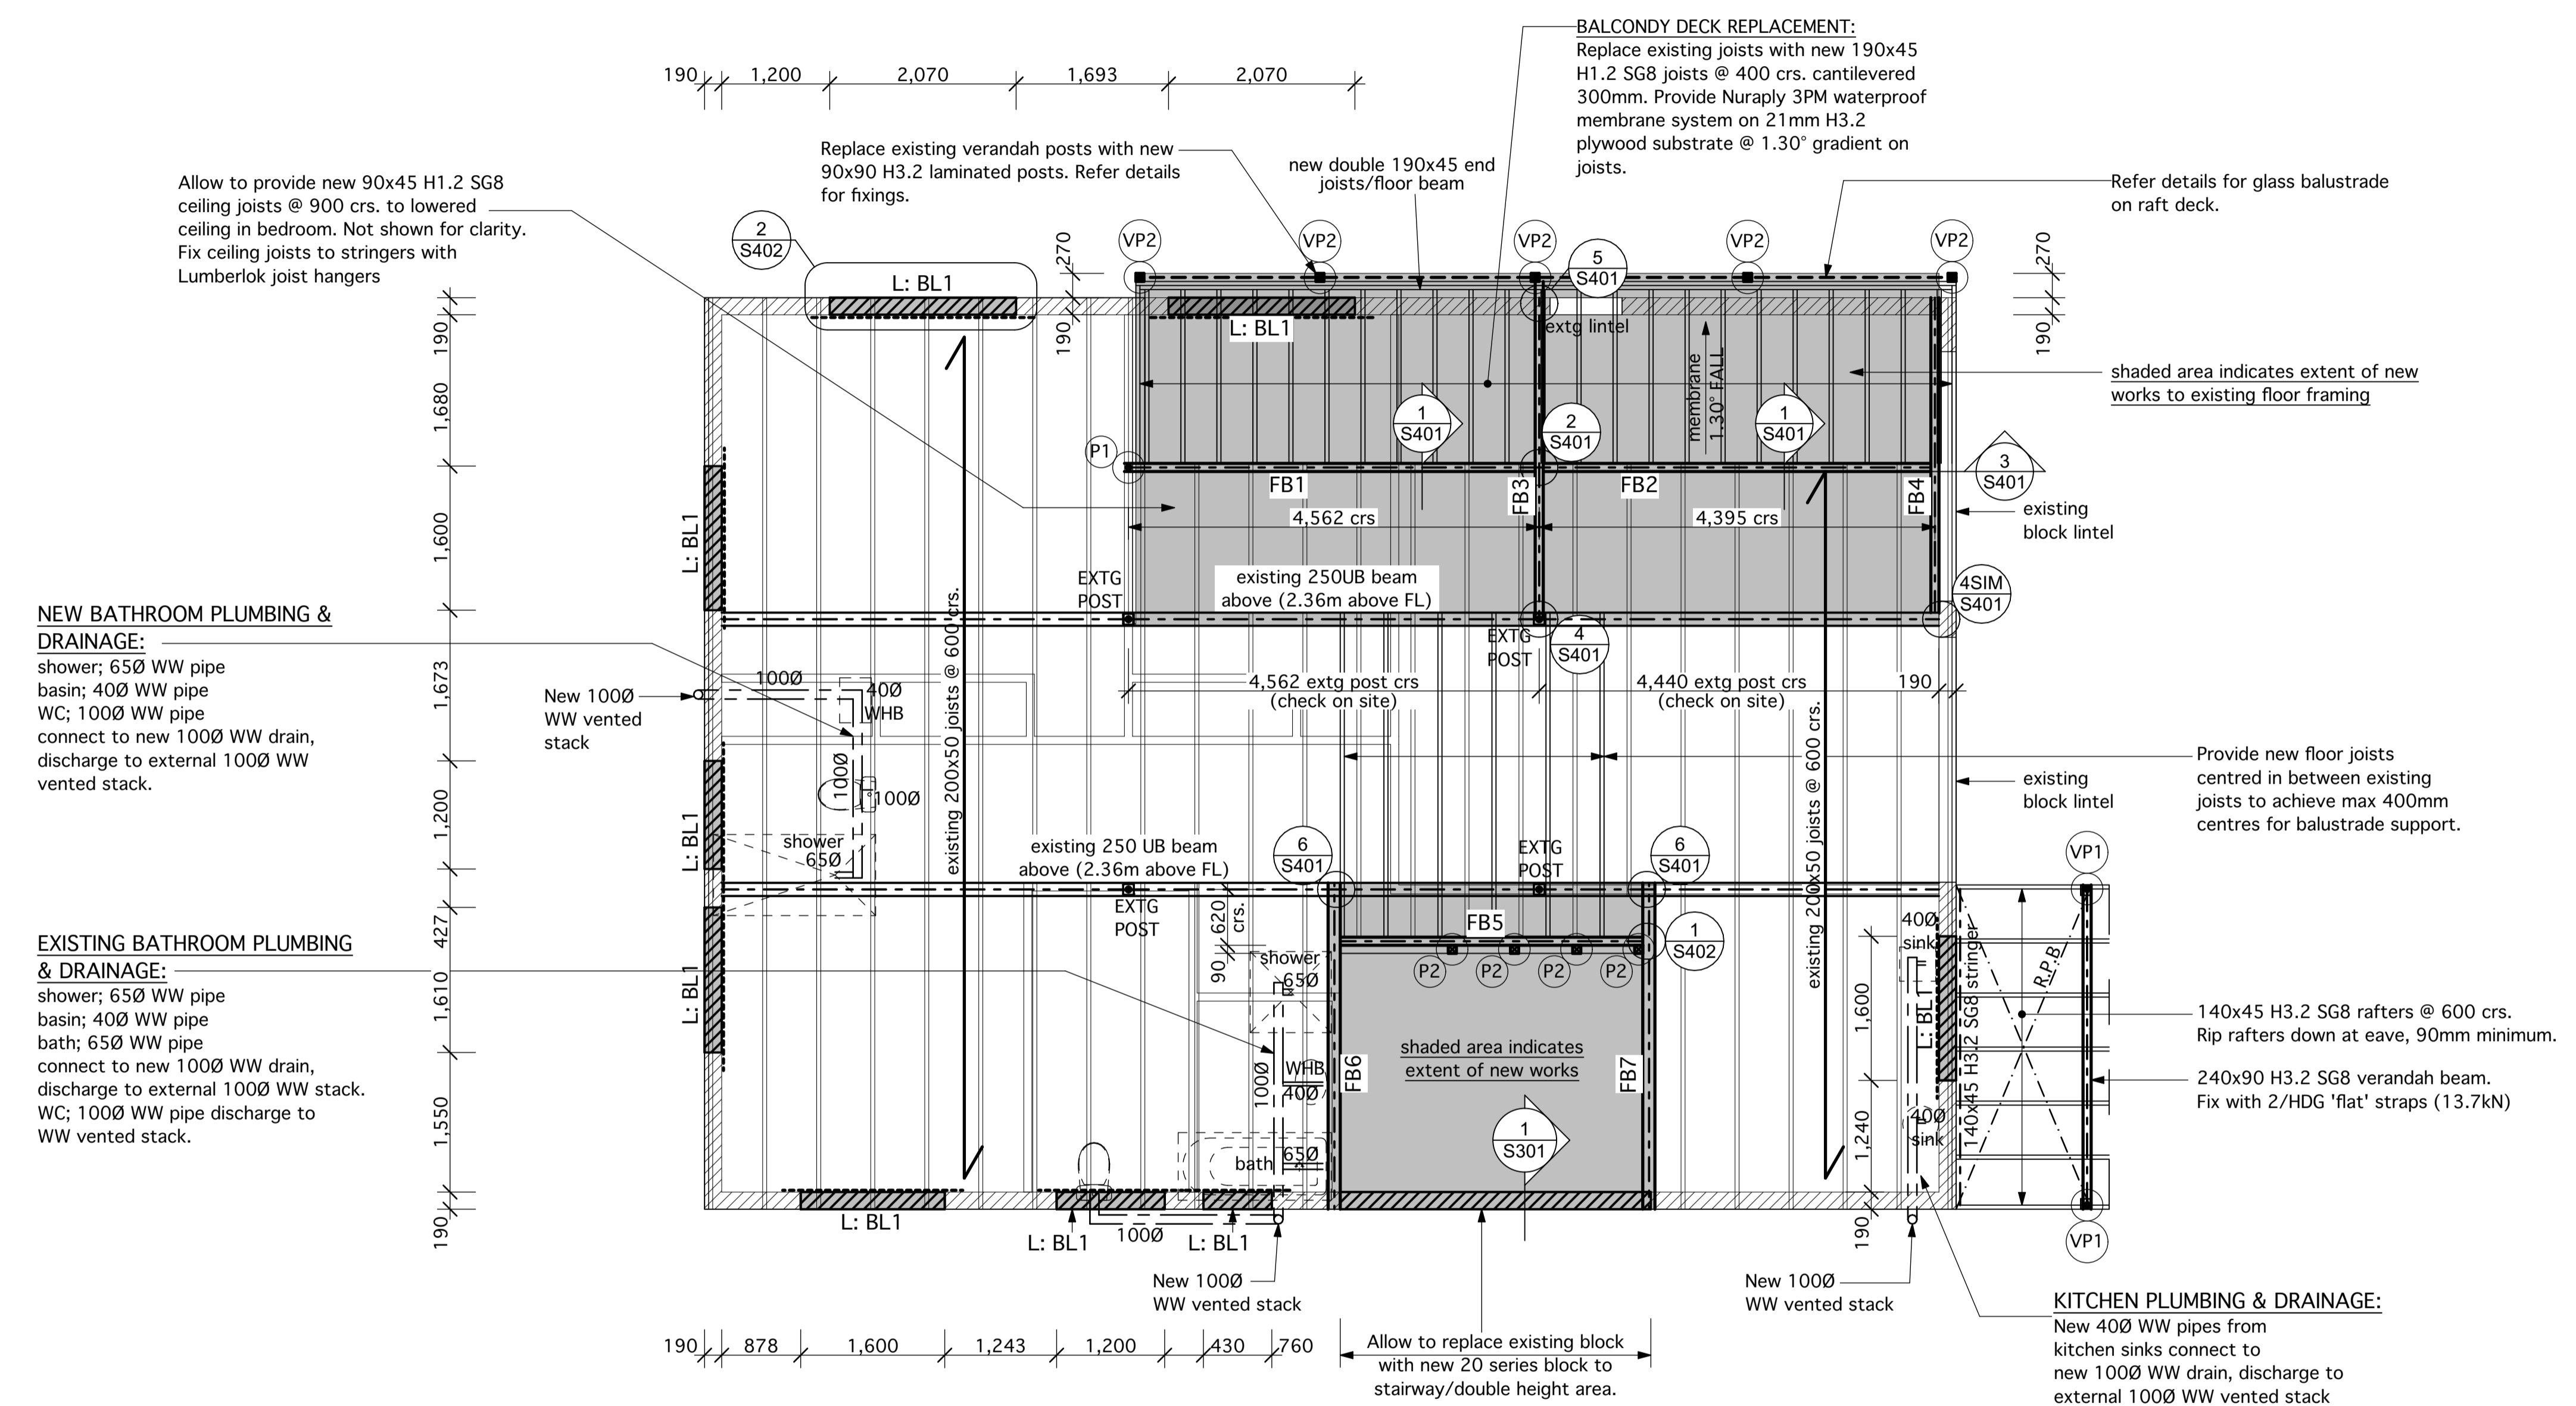 BALCONDY DECK REPLACEMENT:
Replace existing joists with new 190x45
H1.2 SG8 joists @ 400 crs. cantilevered
300mm. Provide Nuraply 3PM waterproof
membrane system on 21mm H3.2
plywood substrate @ 1.30° gradient on
joists.
190 1,200 2,070 1,693 2,070
Replace existing verandah posts with new
90x90 H3.2 laminated posts. Refer details
for fixings.
new double 190x45 end
joists/floor beam
Refer details for glass balustrade
on raft deck.
Allow to provide new 90x45 H1.2 SG8
ceiling joists @ 900 crs. to lowered
ceiling in bedroom. Not shown for clarity.
Fix ceiling joists to stringers with
Lumberlok joist hangers
2
S402
VP2
VP2
VP2
VP2
VP2
5
S401
270
190
270
190
L: BL1
L: BL1
extg lintel
membrane
1.30° FALL
shaded area indicates extent of new
works to existing floor framing
1
S401
2
S401
1
S401
3
S401
P1
FB1
FB3
FB2
FB4
4,562 crs
4,395 crs
existing
block lintel
190
1,680
1,600
1,673
1,200
427
1,610
1,550
190
L: BL1
L: BL1
L: BL1
EXTG
POST
existing 250UB beam
above (2.36m above FL)
4SIM
S401
EXTG
POST
4
S401
NEW BATHROOM PLUMBING &
DRAINAGE:
shower; 65Ø WW pipe
basin; 40Ø WW pipe
WC; 100Ø WW pipe
connect to new 100Ø WW drain,
discharge to external 100Ø WW
vented stack.
New 100Ø
WW vented
stack
100Ø
40Ø
WHB
100Ø
100Ø
shower
65Ø
existing 200x50 joists @ 600 crs.
4,562 extg post crs
(check on site)
4,440 extg post crs
(check on site)
190
existing 200x50 joists @ 600 crs.
existing
block lintel
Provide new floor joists
centred in between existing
joists to achieve max 400mm
centres for balustrade support.
existing 250 UB beam
above (2.36m above FL)
6
S401
EXTG
POST
6
S401
VP1
EXTG
POST
620
crs.
90
FB5
1
S402
P2
P2
P2
P2
EXISTING BATHROOM PLUMBING
& DRAINAGE:
shower; 65Ø WW pipe
basin; 40Ø WW pipe
bath; 65Ø WW pipe
connect to new 100Ø WW drain,
discharge to external 100Ø WW stack.
WC; 100Ø WW pipe discharge to
WW vented stack.
shower
65Ø
100Ø
WHB
40Ø
bath
65Ø
FB6
shaded area indicates
extent of new works
FB7
1
S301
40Ø
sink
1,600
L: BL1
140x45 H3.2 SG8 stringer
R.P.B
1,240
40Ø
sink
190
140x45 H3.2 SG8 rafters @ 600 crs.
Rip rafters down at eave, 90mm minimum.
240x90 H3.2 SG8 verandah beam.
Fix with 2/HDG 'flat' straps (13.7kN)
VP1
L: BL1
L: BL1
100Ø
L: BL1
New 100Ø
WW vented stack
New 100Ø
WW vented stack
KITCHEN PLUMBING & DRAINAGE:
New 40Ø WW pipes from
kitchen sinks connect to
new 100Ø WW drain, discharge to
external 100Ø WW vented stack
190 878 1,600 1,243 1,200 430 760
Allow to replace existing block
with new 20 series block to
stairway/double height area.